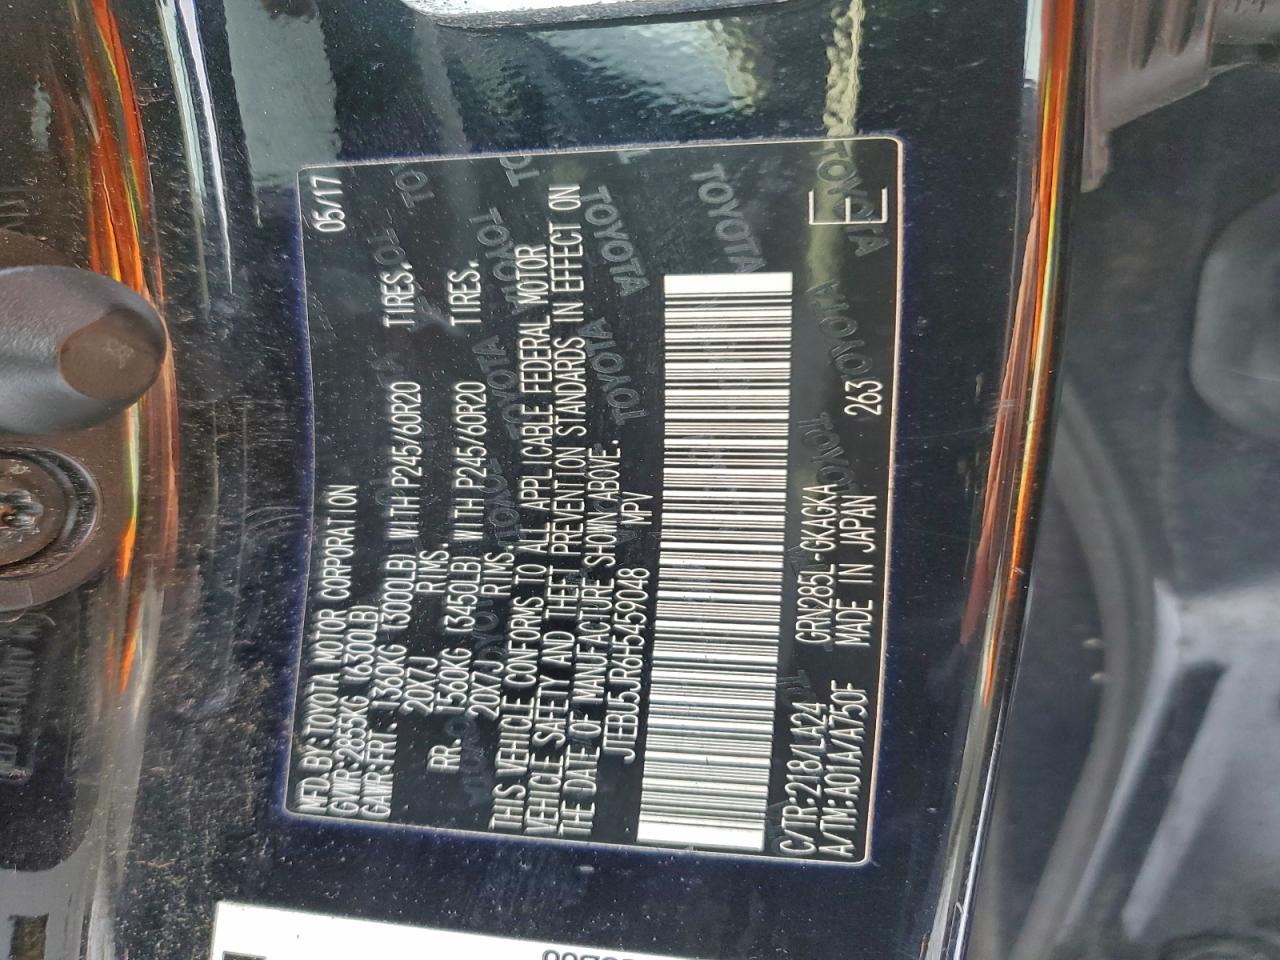 MFD.BY:TOYOTA MOTOR CORPORATION 05/17
GVWR:2855KG (6300LB)
GAWR:FRT. 1360KG (3000LB) WITH P245/60R20 TIRES.
20X7J RIMS.
RR. 1560KG (3450LB) WITH P245/60R20 TIRES.
20X7J RIMS.
THIS VEHICLE CONFORMS TO ALL APPLICABLE FEDERAL MOTOR
VEHICLE SAFETY AND THEFT PREVENTION STANDARDS IN EFFECT ON
THE DATE OF MANUFACTURE SHOWN ABOVE.
JTEBU5JR6H5459048 MPV
C/TR:218/LA24 GRN285L-GKAGKA
A/TM:A01A/A750F MADE IN JAPAN 263
E